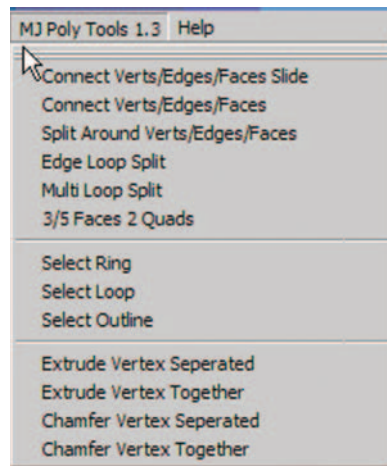 MJ Poly Tools 1.3 Help
Connect Verts/Edges/Faces Slide
Connect Verts/Edges/Faces
Split Around Verts/Edges/Faces
Edge Loop Split
Multi Loop Split
3/5 Faces 2 Quads
Select Ring
Select Loop
Select Outline
Extrude Vertex Seperated
Extrude Vertex Together
Chamfer Vertex Seperated
Chamfer Vertex Together